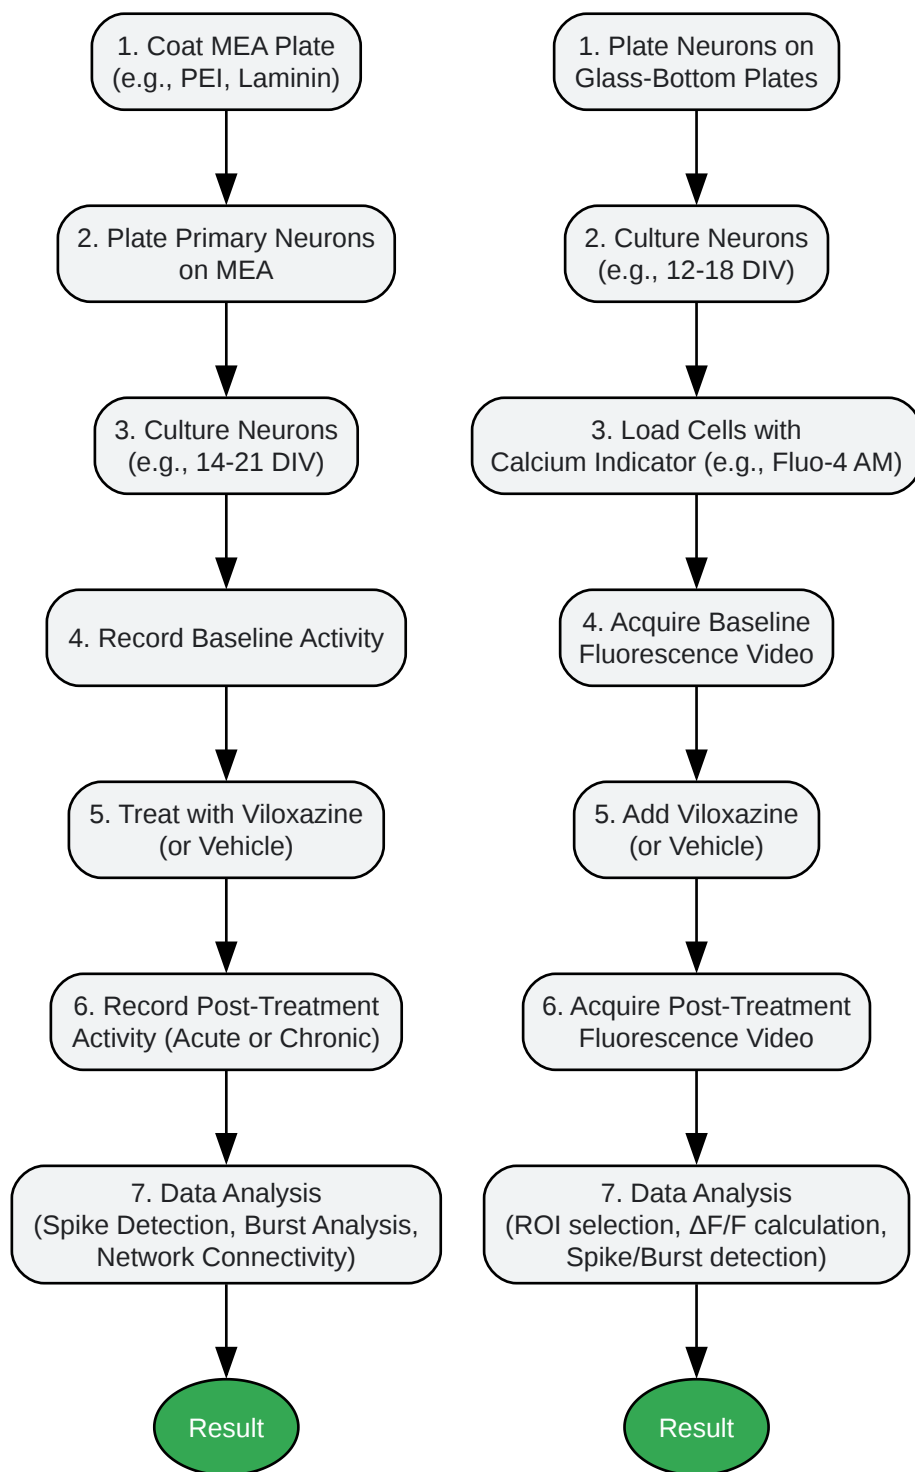 1. Coat MEA Plate
(e.g., PEI, Laminin)
2. Plate Primary Neurons
on MEA
3. Culture Neurons
(e.g., 14-21 DIV)
4. Record Baseline Activity
5. Treat with Viloxazine
(or Vehicle)
6. Record Post-Treatment
Activity (Acute or Chronic)
7. Data Analysis
(Spike Detection, Burst Analysis,
Network Connectivity)
Result
1. Plate Neurons on
Glass-Bottom Plates
2. Culture Neurons
(e.g., 12-18 DIV)
3. Load Cells with
Calcium Indicator (e.g., Fluo-4 AM)
4. Acquire Baseline
Fluorescence Video
5. Add Viloxazine
(or Vehicle)
6. Acquire Post-Treatment
Fluorescence Video
7. Data Analysis
(ROI selection, ΔF/F calculation,
Spike/Burst detection)
Result